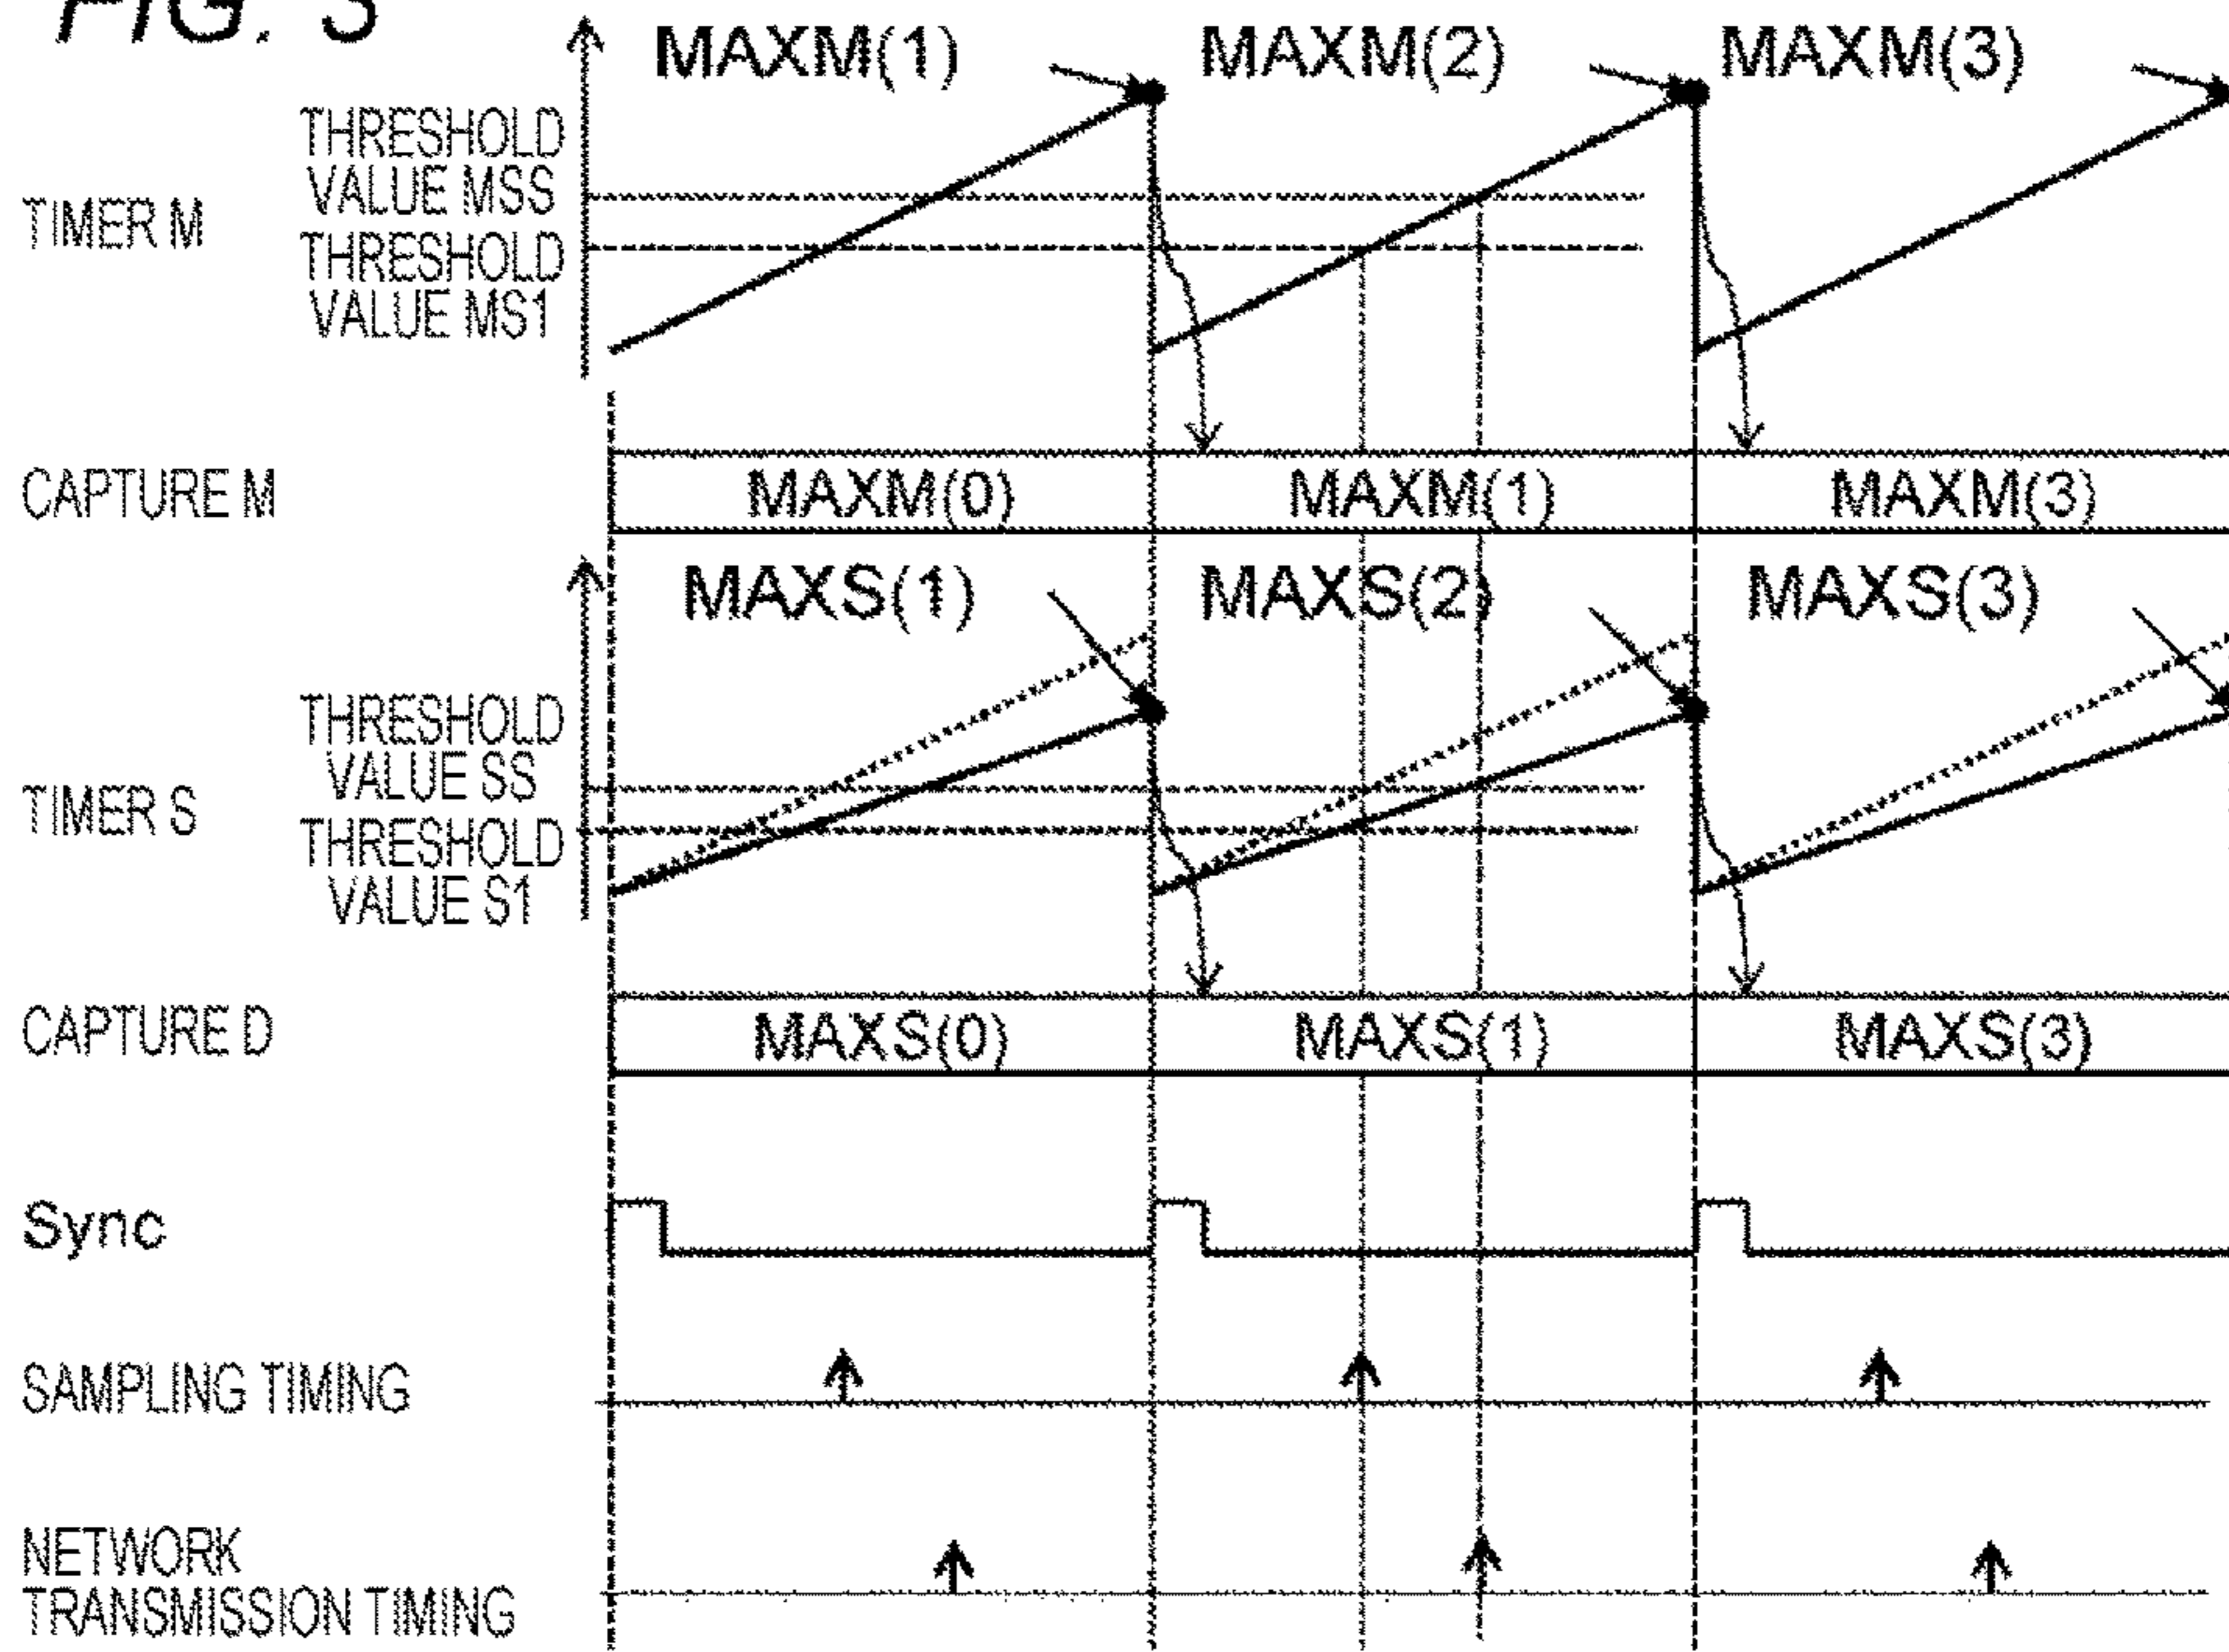 FIG. 3
MAXM(1) MAXM(2) MAXM(3)
THRESHOLD
VALUE MSS
TIMER M
THRESHOLD
VALUE MS1
CAPTURE M MAXM(0) MAXM(1) MAXM(3)
MAXS(1) MAXS(2) MAXS(3)
THRESHOLD
VALUE SS
TIMER S
THRESHOLD
VALUE S1
CAPTURE D MAXS(0) MAXS(1) MAXS(3)
Sync
SAMPLING TIMING
NETWORK
TRANSMISSION TIMING